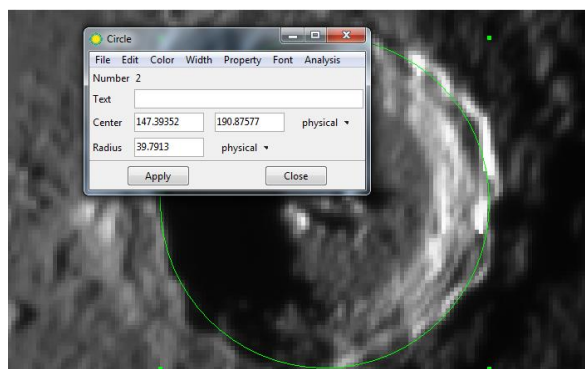 Circle
File Edit Color Width Property Font Analysis
Number 2
Text
Center 147.39352 190.87577 physical
Radius 39.7913 physical
Apply Close